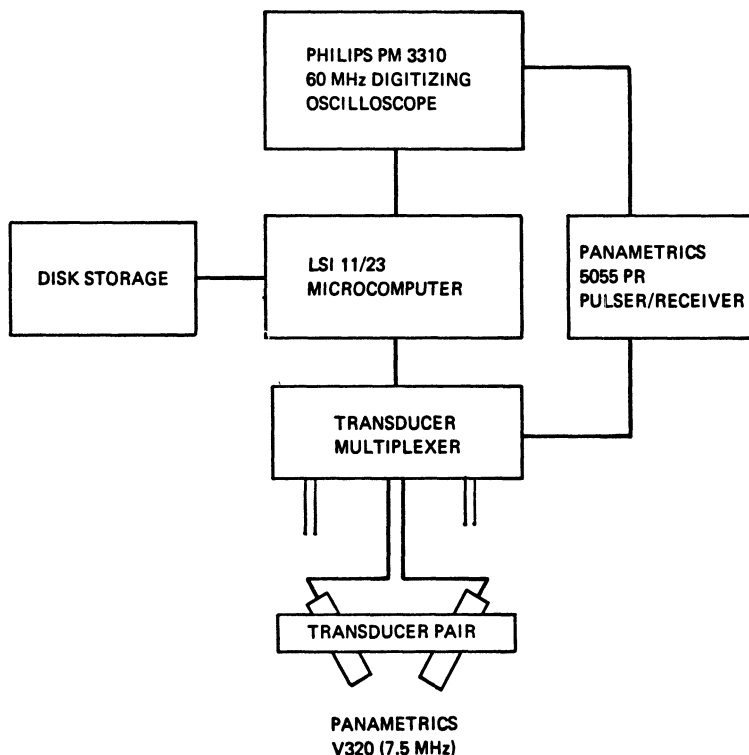 PHILIPS PM 3310
60 MHz DIGITIZING
OSCILLOSCOPE
DISK STORAGE
LSI 11/23
MICROCOMPUTER
PANAMETRICS
5055 PR
PULSER/RECEIVER
TRANSDUCER
MULTIPLEXER
TRANSDUCER PAIR
PANAMETRICS
V320 (7.5 MHz)